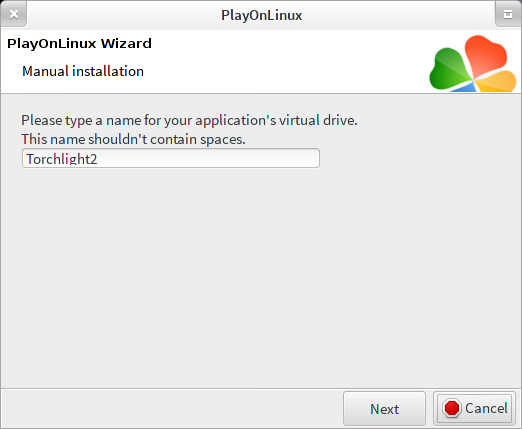 PlayOnLinux
PlayOnLinux Wizard
Manual installation
Please type a name for your application's virtual drive.
This name shouldn't contain spaces.
Torchlight2
Next
Cancel